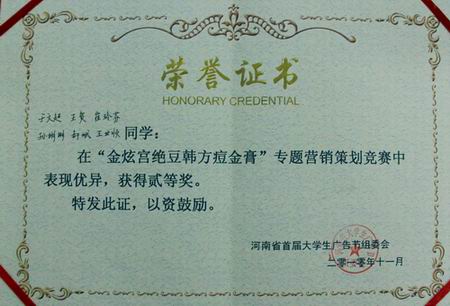 荣誉证书
HONORARY CREDENTIAL
同学：
在“金炫宫绝豆韩方痘金膏”专题营销策划竞赛中
表现优异，获得贰等奖。
特发此证，以资鼓励。
河南省首届大学生广告节组委会
二零一零年十一月